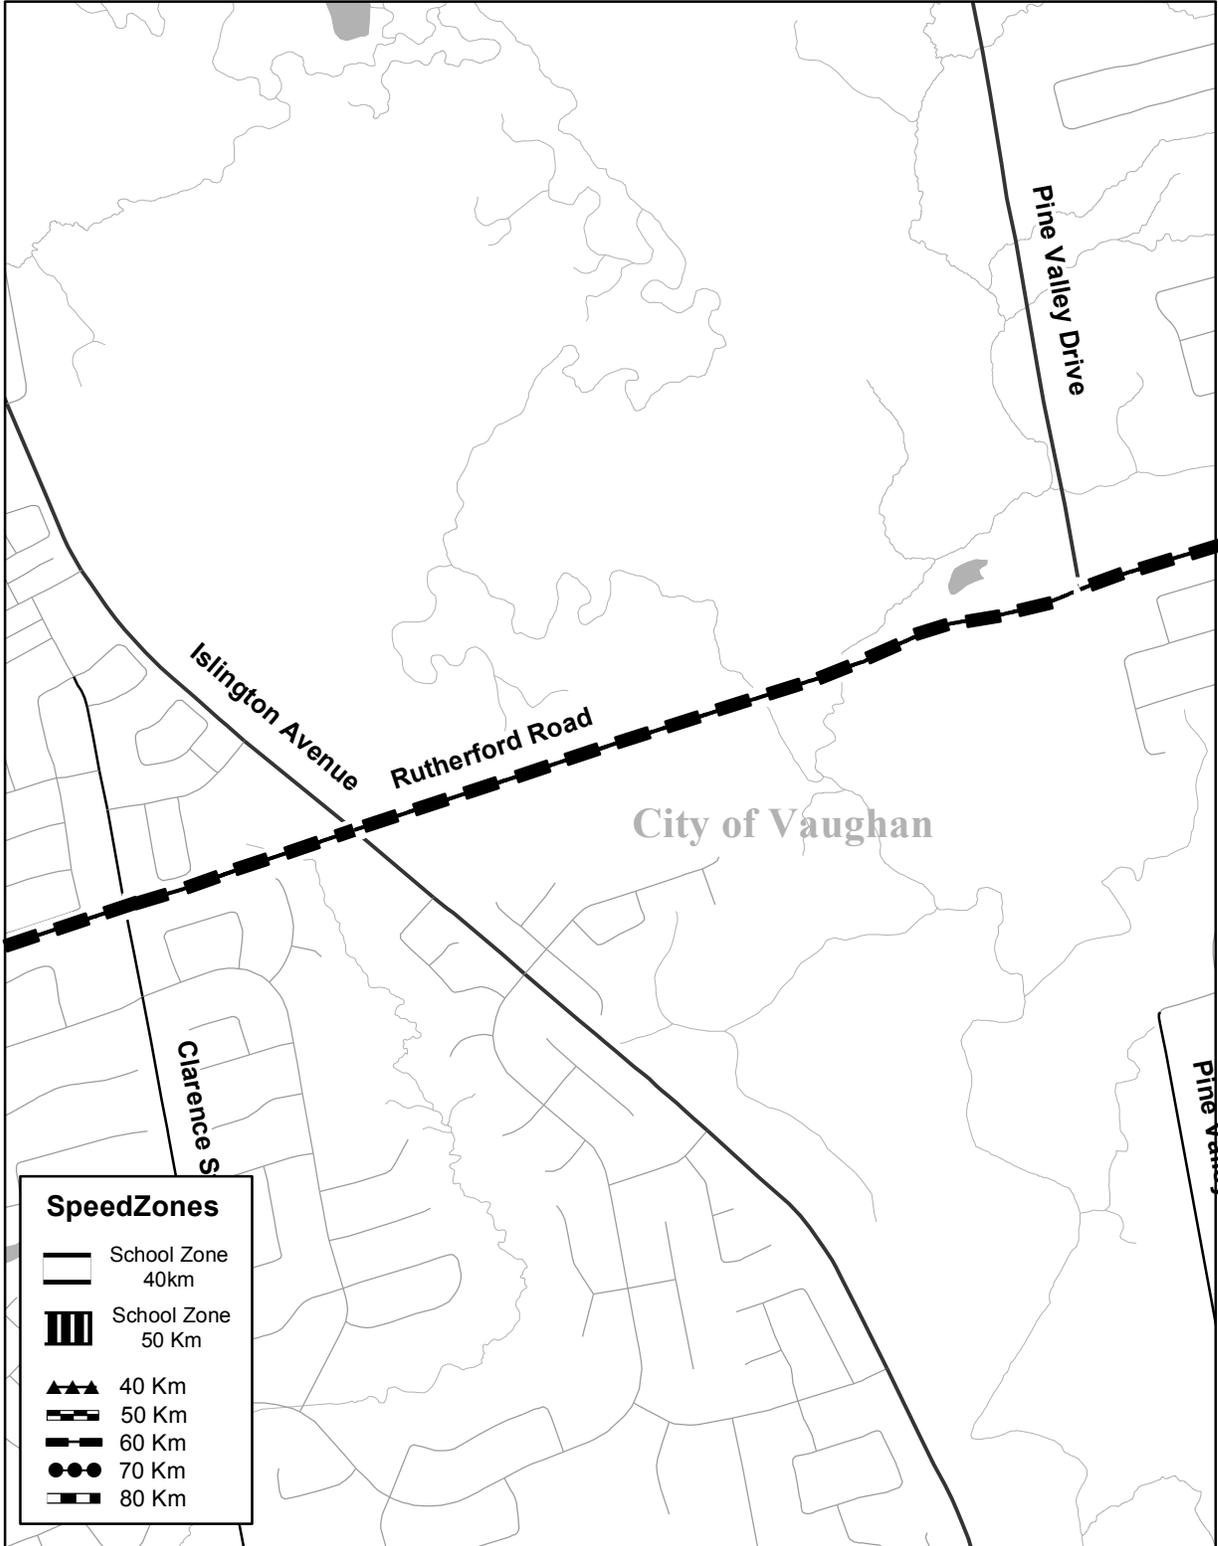 Pine Valley Drive
Islington Avenue
Rutherford Road
City of Vaughan
Clarence
Pine Valley
SpeedZones
School Zone
40km
School Zone
50 Km
40 Km
50 Km
60 Km
70 Km
80 Km